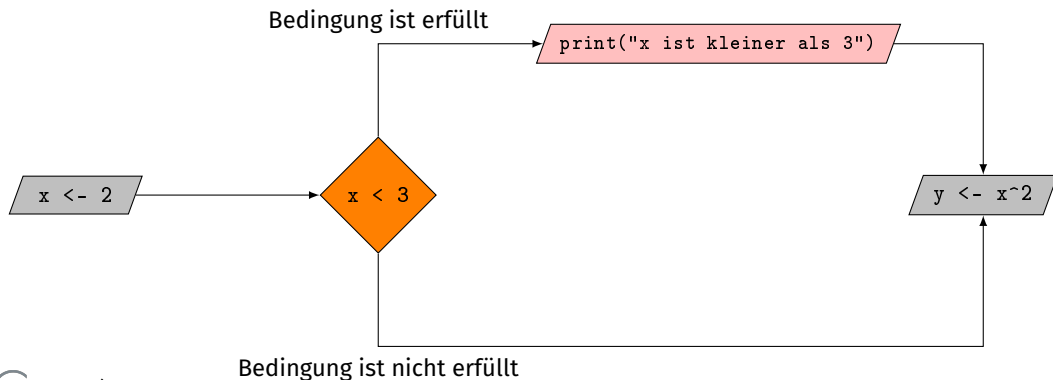 Bedingung ist erfüllt
print("x ist kleiner als 3")
x <- 2
x < 3
y <- x^2
Bedingung ist nicht erfüllt